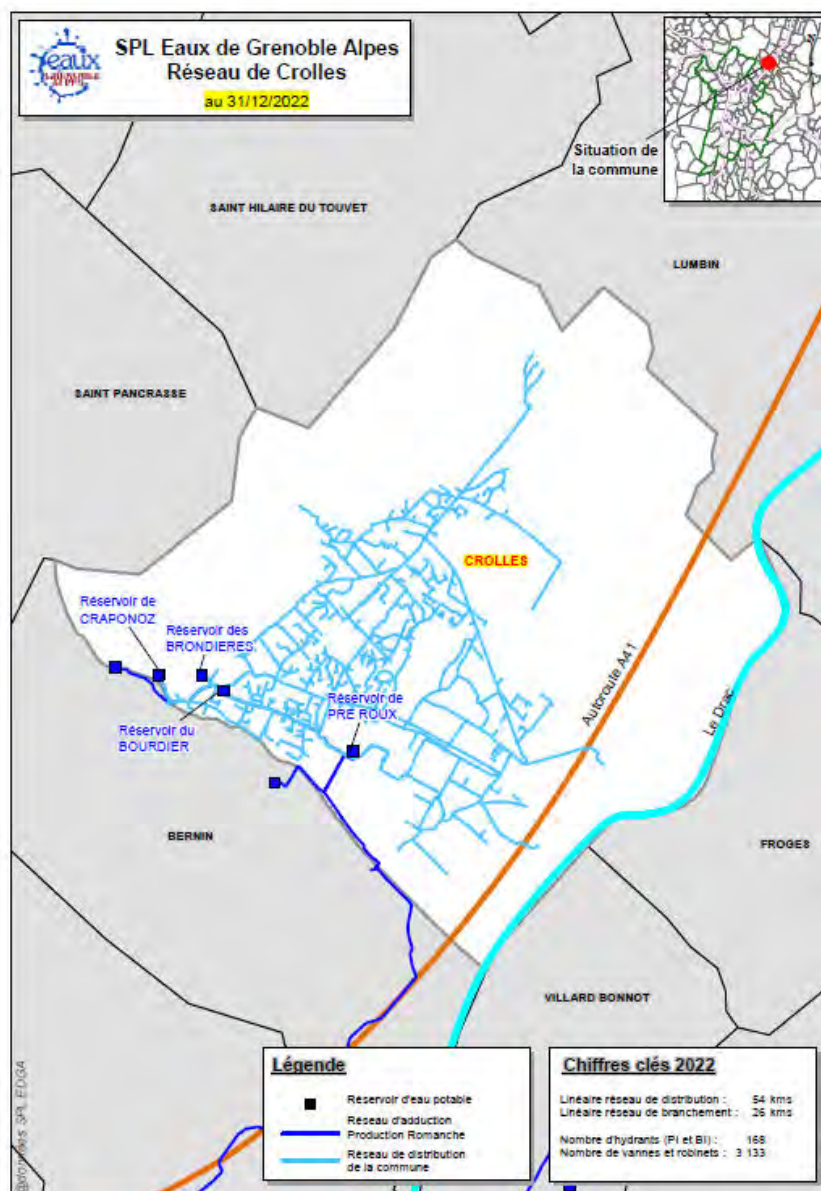 eaux
SPL Eaux de Grenoble Alpes
Réseau de Crolles
au 31/12/2022
N
Situation de
la commune
SAINT HILAIRE DU TOUVET
LUMBIN
SAINT PANCRASSE
CROLLES
Réservoir de
CRAPONOZ
Réservoir des
BRONDIERES
Réservoir de
PRE ROUX
Réservoir du
BOURDIER
Autoroute A41
Le Drac
BERNIN
FROGES
VILLARD BONNOT
Légende
Réservoir d'eau potable
Réseau d'adduction
Production Romanche
Réseau de distribution
de la commune
Chiffres clés 2022
Linéaire réseau de distribution : 54 kms
Linéaire réseau de branchement : 26 kms
Nombre d'hydrants (PI et BI) : 168
Nombre de vannes et robinets : 3 133
SPL EDGA